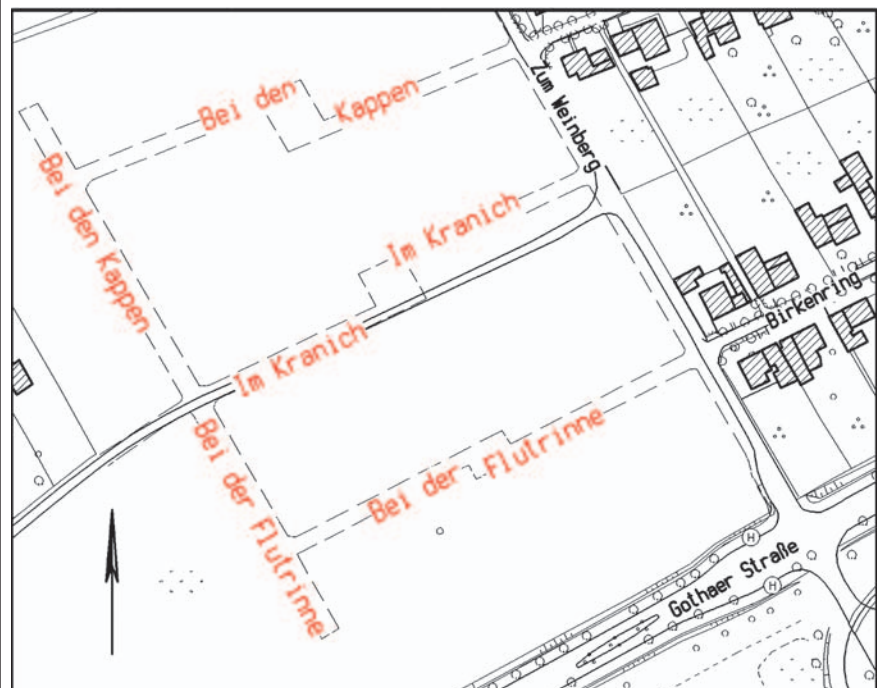 Bei den Kappen
Zum Weinberg
Bei den Kappen
Im Kranich
Birkenring
Im Kranich
Bei der Flutrinne
Bei der Flutrinne
H
Gothaer Straße
H